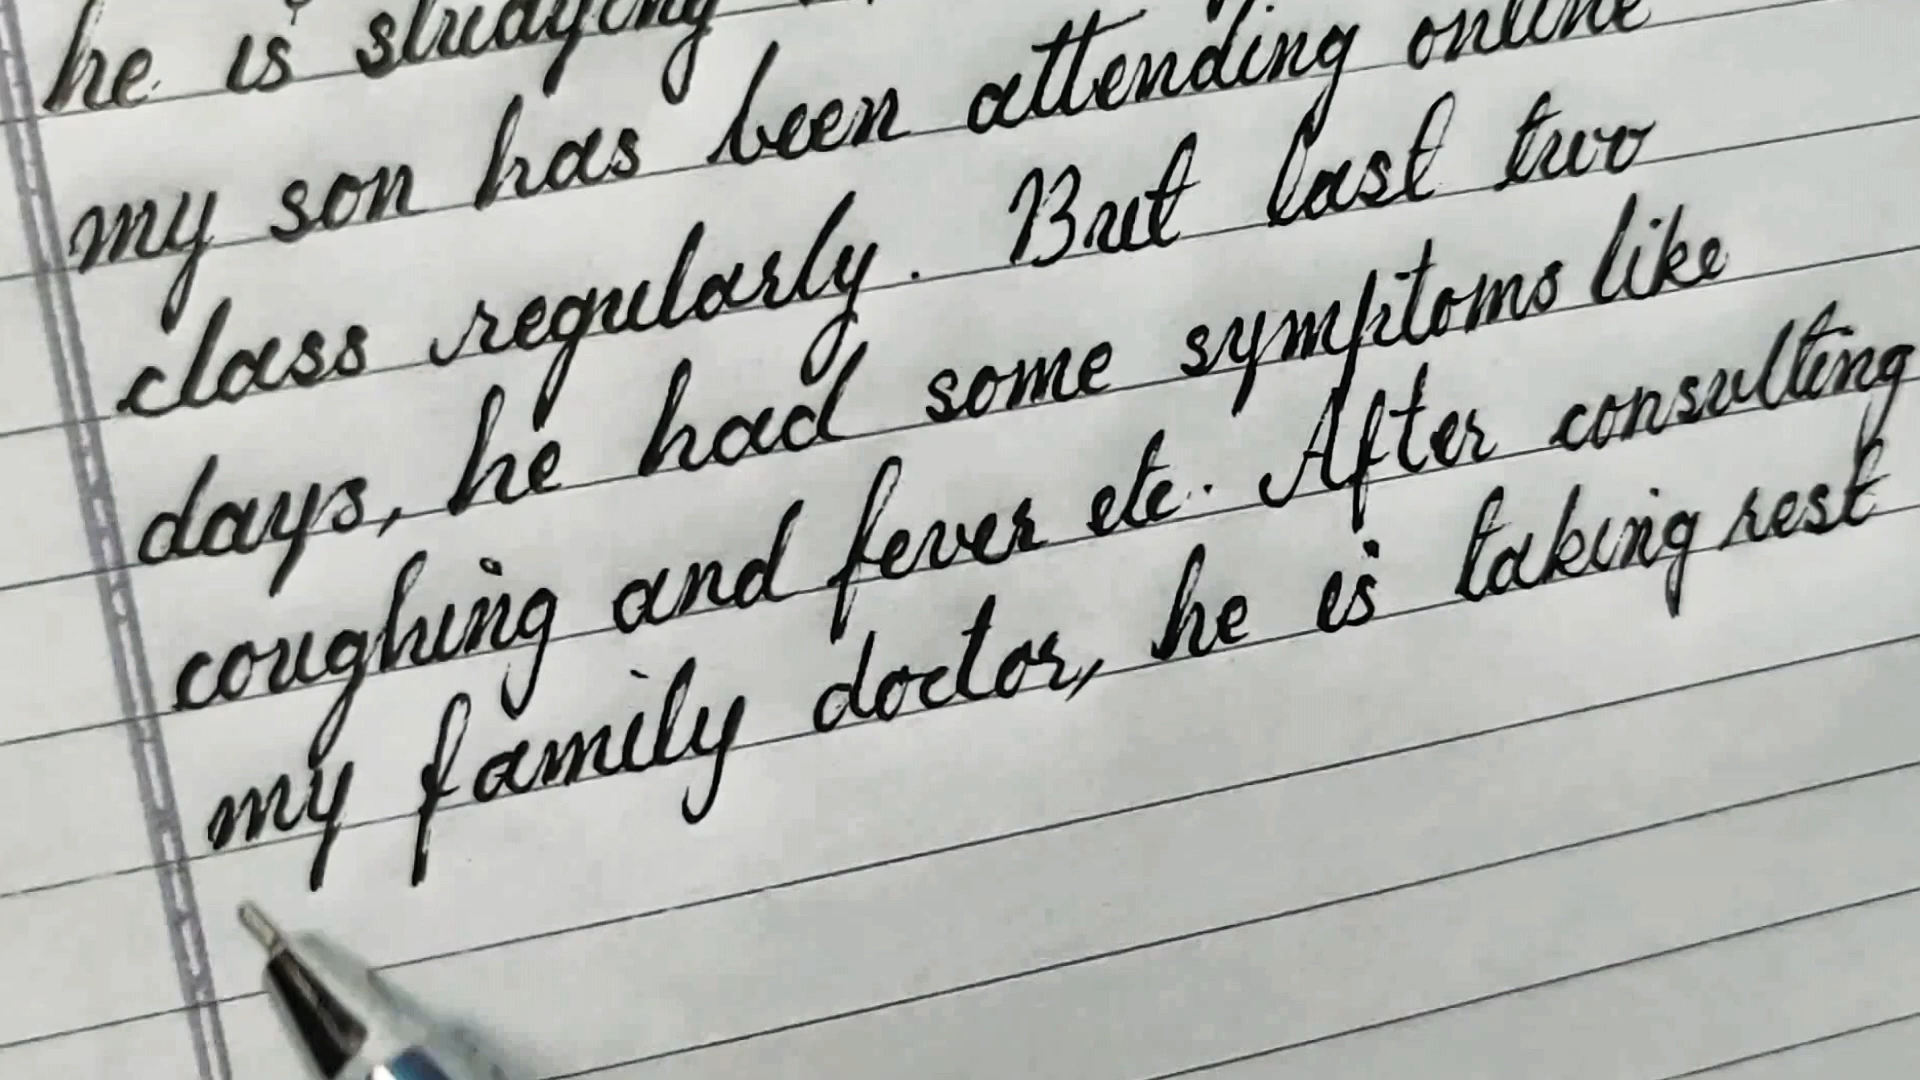 he is studying
my son has been attending online
class regularly. But last two
days, he had some symptoms like
coughing and fever etc. After consulting
my family doctor, he is taking rest